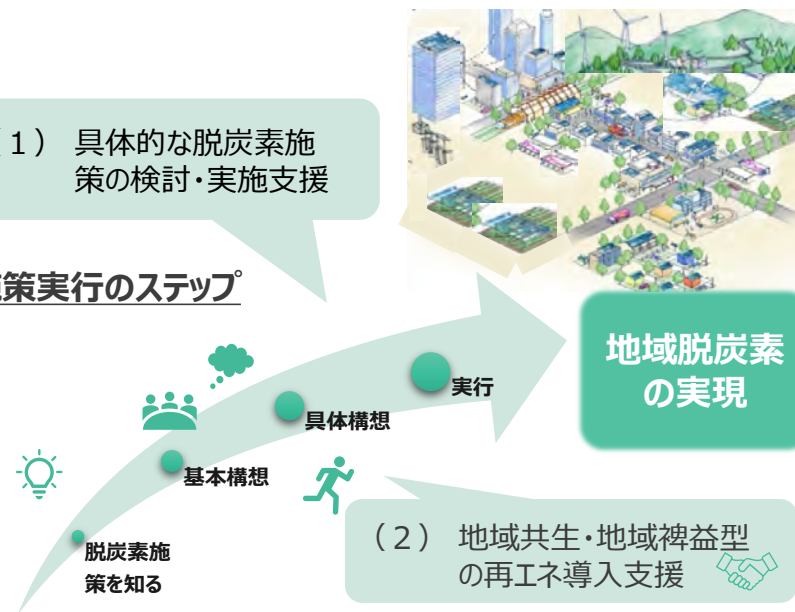 （１） 具体的な脱炭素施
策の検討・実施支援
施策実行のステップ
地域脱炭素
の実現
実行
具体構想
基本構想
脱炭素施
策を知る
（２） 地域共生・地域裨益型
の再エネ導入支援